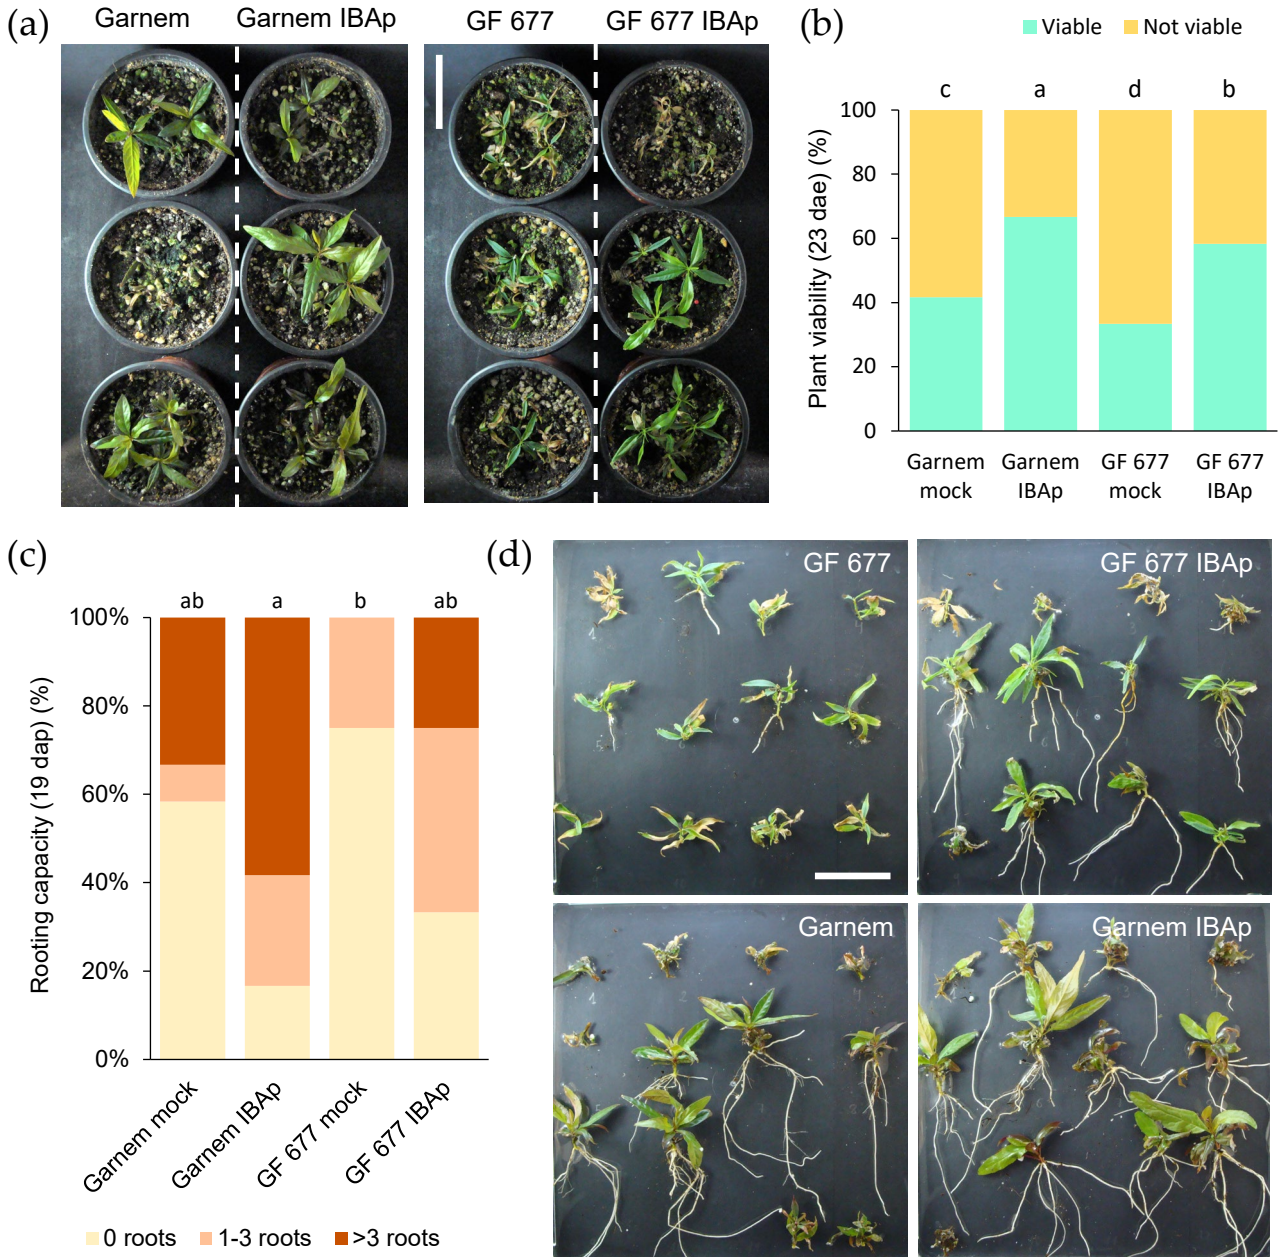 (a)
Garnem
Garnem IBAp
GF 677
GF 677 IBAp
(b)
Viable
Not viable
c
a
d
b
Plant viability (23 dae) (%)
100
80
60
40
20
0
Garnem
mock
Garnem
IBAp
GF 677
mock
GF 677
IBAp
(c)
ab
a
b
ab
Rooting capacity (19 dap) (%)
100%
80%
60%
40%
20%
0%
Garnem mock
Garnem IBAp
GF 677 mock
GF 677 IBAp
0 roots
1-3 roots
>3 roots
(d)
GF 677
GF 677 IBAp
Garnem
Garnem IBAp